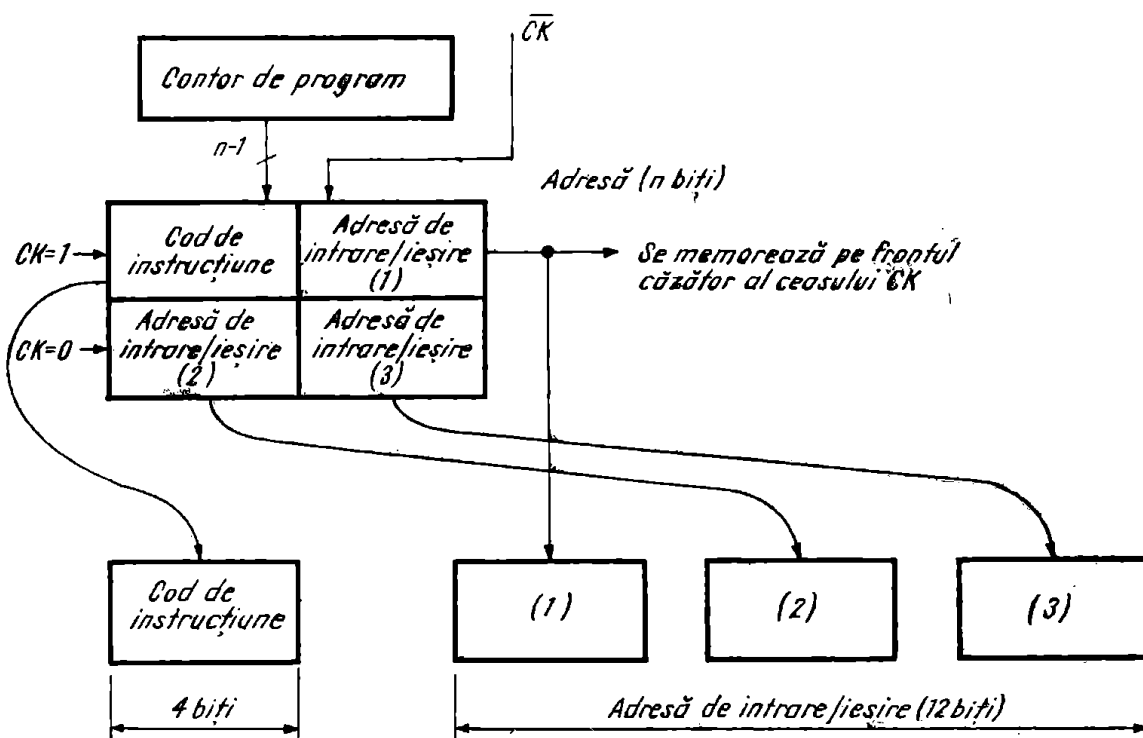 CK
Contor de program
n-1
Adresă (n biți)
CK=1
Cod de
instrucțiune
Adresă de
intrare/ieșire
(1)
Se memorează pe frontul
căzător al ceasului CK
CK=0
Adresă de
intrare/ieșire
(2)
Adresă de
intrare/ieșire
(3)
Cod de
instrucțiune
(1)
(2)
(3)
4 biți
Adresă de intrare/ieșire (12 biți)